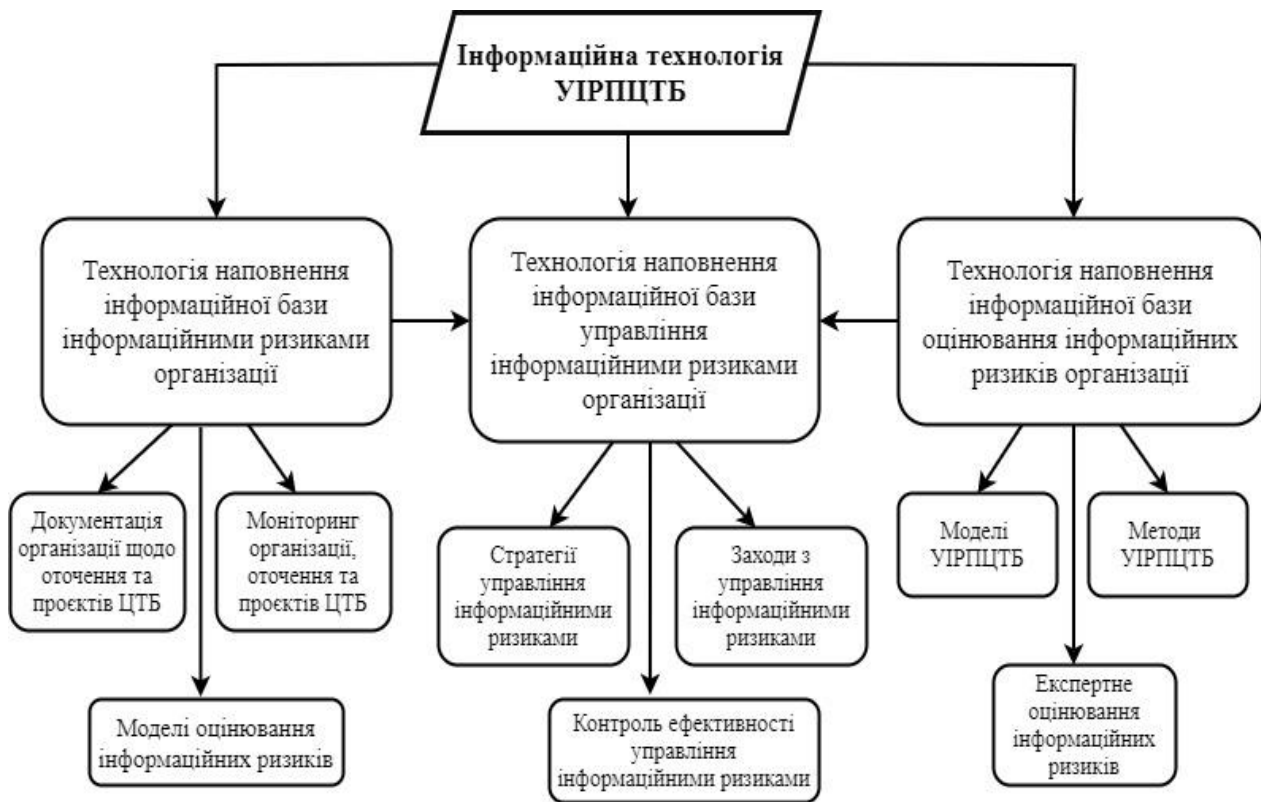 Інформаційна технологія
УІРПЦТБ
Технологія наповнення
інформаційної бази
інформаційними ризиками
організації
Технологія наповнення
інформаційної бази
управління
інформаційними ризиками
організації
Технологія наповнення
інформаційної бази
оцінювання інформаційних
ризиків організації
Документація
організації щодо
оточення та
проєктів ЦТБ
Моніторинг
організації,
оточення та
проєктів ЦТБ
Моделі оцінювання
інформаційних ризиків
Стратегії
управління
інформаційними
ризиками
Заходи з
управління
інформаційними
ризиками
Контроль ефективності
управління
інформаційними ризиками
Моделі
УІРПЦТБ
Методи
УІРПЦТБ
Експертне
оцінювання
інформаційних
ризиків